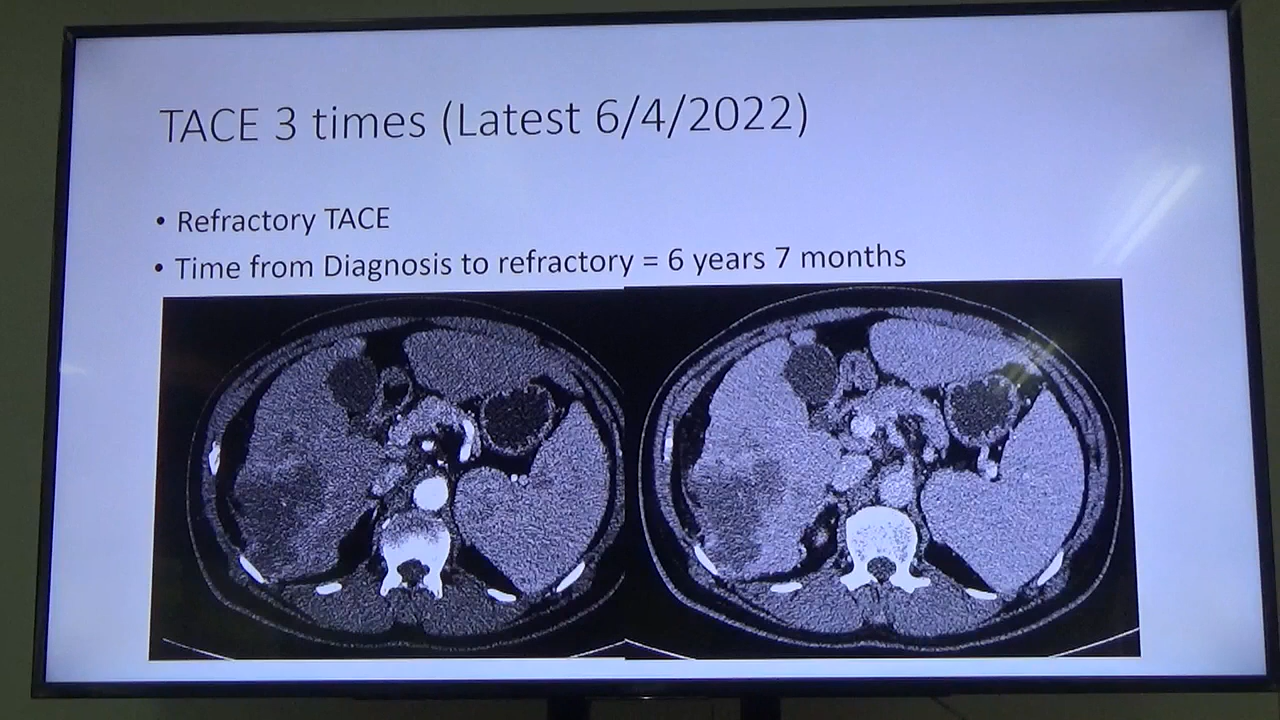 TACE 3 times (Latest 6/4/2022)
• Refractory TACE
• Time from Diagnosis to refractory = 6 years 7 months